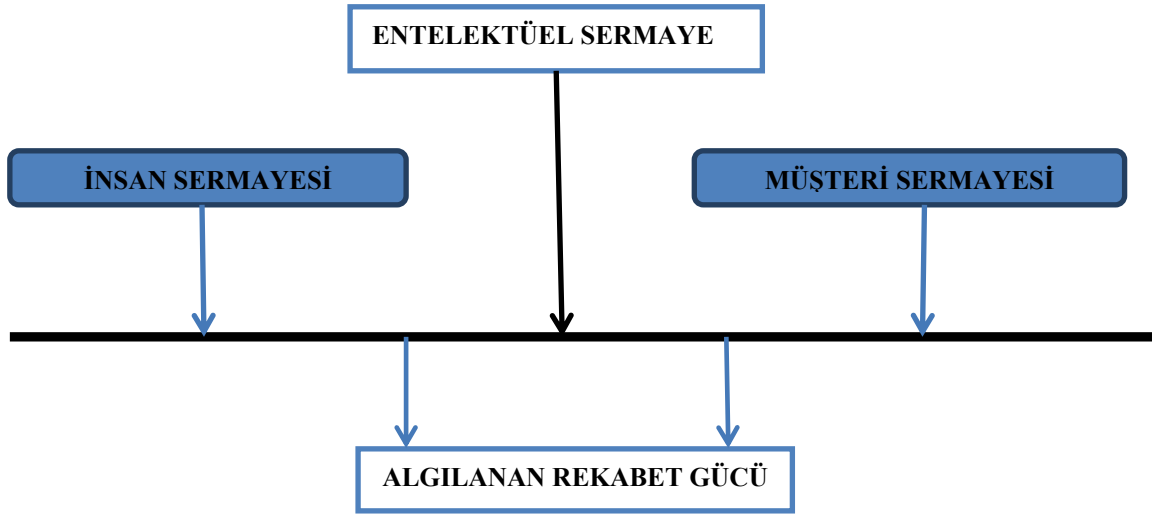 ENTELEKTÜEL SERMAYE
İNSAN SERMAYESİ
MÜŞTERİ SERMAYESİ
ALGILANAN REKABET GÜCÜ